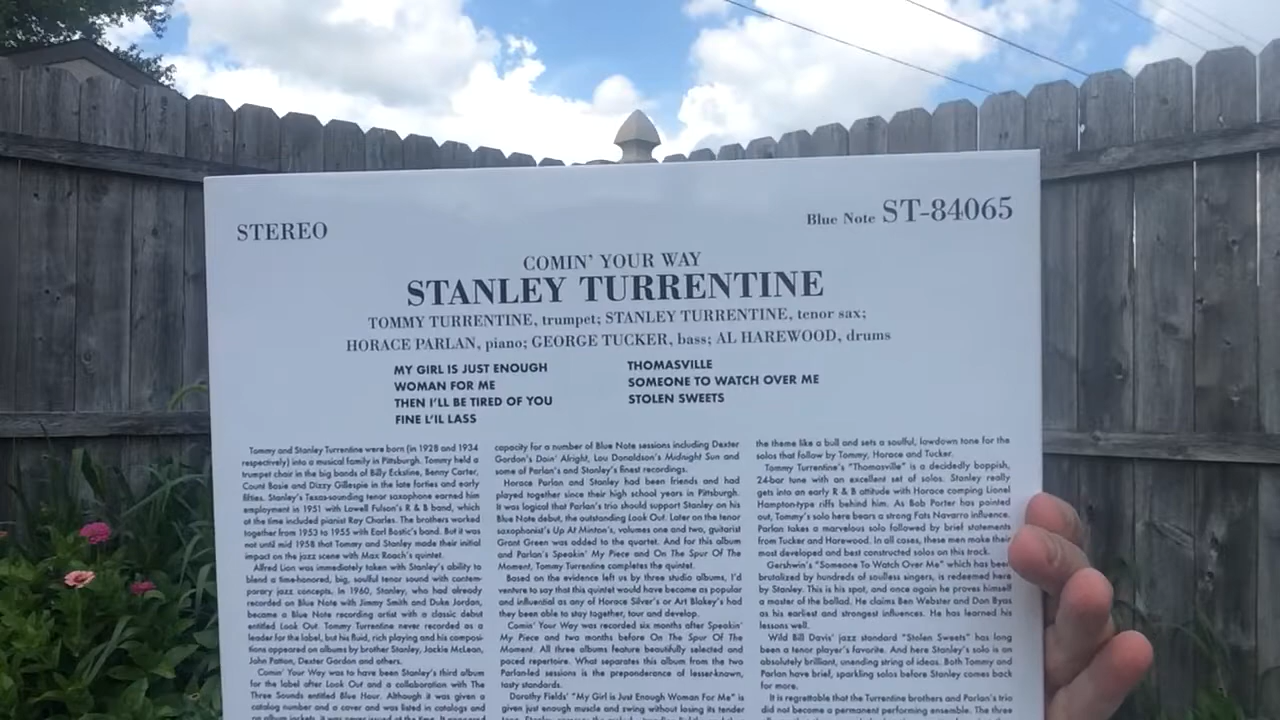 STEREO
Blue Note ST-84065
COMIN' YOUR WAY
STANLEY TURRENTINE
TOMMY TURRENTINE, trumpet; STANLEY TURRENTINE, tenor sax;
HORACE PARLAN, piano; GEORGE TUCKER, bass; AL HAREWOOD, drums
MY GIRL IS JUST ENOUGH
WOMAN FOR ME
THEN I'LL BE TIRED OF YOU
FINE L'IL LASS
THOMASVILLE
SOMEONE TO WATCH OVER ME
STOLEN SWEETS
Tommy and Stanley Turrentine were born (in 1928 and 1934
respectively) into a musical family in Pittsburgh. Tommy held a
trumpet chair in the big bands of Billy Eckstine, Benny Carter,
Count Basie and Dizzy Gillespie in the late forties and early
fifties. Stanley's Texas-sounding tenor saxophone earned him
employment in 1951 with Lowell Fulson's R & B band, which
at the time included pianist Ray Charles. The brothers worked
together from 1953 to 1955 with Earl Bostic's band. But it was
not until mid 1958 that Tommy and Stanley made their initial
impact on the jazz scene with Max Roach's quintet.
Alfred Lion was immediately taken with Stanley's ability to
blend a time-honored, big, soulful tenor sound with contem-
porary jazz concepts. In 1960, Stanley, who had already
recorded on Blue Note with Jimmy Smith and Duke Jordan,
became a Blue Note recording artist with a classic debut
entitled Look Out. Tommy Turrentine never recorded as a
leader for the label, but his fluid, rich playing and his composi-
tions appeared on albums by brother Stanley, Jackie McLean,
John Patton, Dexter Gordon and others.
Comin' Your Way was to have been Stanley's third album
for the label after Look Out and a collaboration with The
Three Sounds entitled Blue Hour. Although it was given a
catalog number and a cover and was listed in catalogs and
on album jackets, it was never issued at the time. It appeared
capacity for a number of Blue Note sessions including Dexter
Gordon's Doin' Alright, Lou Donaldson's Midnight Sun and
some of Parlan's and Stanley's finest recordings.
Horace Parlan and Stanley had been friends and had
played together since their high school years in Pittsburgh.
It was logical that Parlan's trio should support Stanley on his
Blue Note debut, the outstanding Look Out. Later on the tenor
saxophonist's Up At Minton's, volumes one and two, guitarist
Grant Green was added to the quartet. And for this album
and Parlan's Speakin' My Piece and On The Spur Of The
Moment, Tommy Turrentine completes the quintet.
Based on the evidence left us by three studio albums, I'd
venture to say that this quintet would have become as popular
and influential as any of Horace Silver's or Art Blakey's had
they been able to stay together, tour and develop.
Comin' Your Way was recorded six months after Speakin'
My Piece and two months before On The Spur Of The
Moment. All three albums feature beautifully selected and
paced repertoire. What separates this album from the two
Parlan-led sessions is the preponderance of lesser-known,
tasty standards.
Dorothy Fields' "My Girl is Just Enough Woman For Me" is
given just enough muscle and swing without losing its tender
the theme like a bull and sets a soulful, lowdown tone for the
solos that follow by Tommy, Horace and Tucker.
Tommy Turrentine's "Thomasville" is a decidedly boppish,
24-bar tune with an excellent set of solos. Stanley really
gets into an early R & B attitude with Horace comping Lionel
Hampton-type riffs behind him. As Bob Porter has pointed
out, Tommy's solo here bears a strong Fats Navarro influence.
Parlan takes a marvelous solo followed by brief statements
from Tucker and Harewood. In all cases, these men make their
most developed and best constructed solos on this track.
Gershwin's "Someone To Watch Over Me" which has been
brutalized by hundreds of soulless singers, is redeemed here
by Stanley. This is his spot, and once again he proves himself
a master of the ballad. He claims Ben Webster and Don Byas
as his earliest and strongest influences. He has learned his
lessons well.
Wild Bill Davis' jazz standard "Stolen Sweets" has long
been a tenor player's favorite. And here Stanley's solo is an
absolutely brilliant, unending string of ideas. Both Tommy and
Parlan have brief, sparkling solos before Stanley comes back
for more.
It is regrettable that the Turrentine brothers and Parlan's trio
did not become a permanent performing ensemble. The three